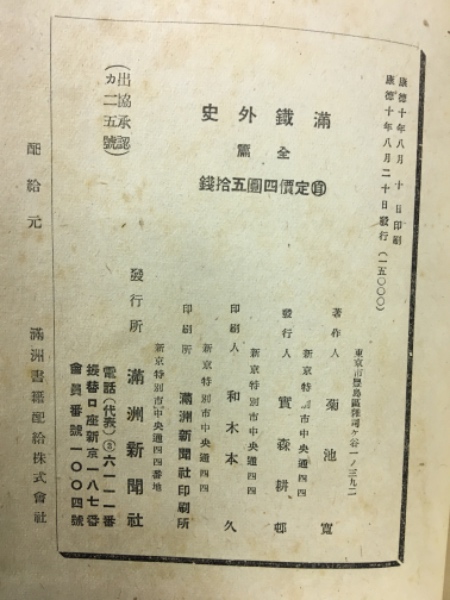 康德十年八月 十 日印刷
康德十年八月二十日發行(一五〇〇〇)
滿鐵外史
全篇
定價四圓五拾錢
(出協承認
カ二五號)
東京市豊島區雜司ヶ谷一ノ三九二
著作人 菊池寬
新京特別市中央通四四
發行人 實森耕邨
新京特別市中央通四四
印刷人 和木本久
新京特別市中央通四四
印刷所 滿洲新聞社印刷所
新京特別市中央通四四番地
發行所 滿洲新聞社
電話(代表)③六一一一番
振替口座新京一八七番
會員番號一〇〇四號
配給元 滿洲書籍配給株式會社